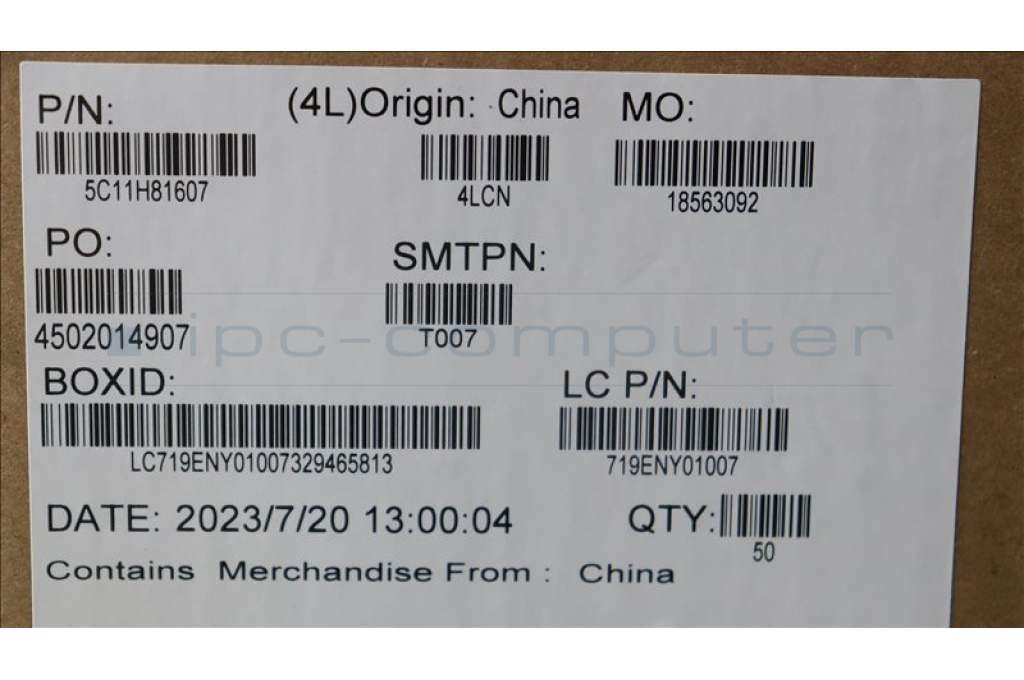 P/N: (4L)Origin: China MO:
5C11H81607 4LCN 18563092
PO: SMTPN:
4502014907 T007
ipc-computer
BOXID: LC P/N:
LC719ENY01007329465813 719ENY01007
DATE: 2023/7/20 13:00:04 QTY:
50
Contains Merchandise From : China